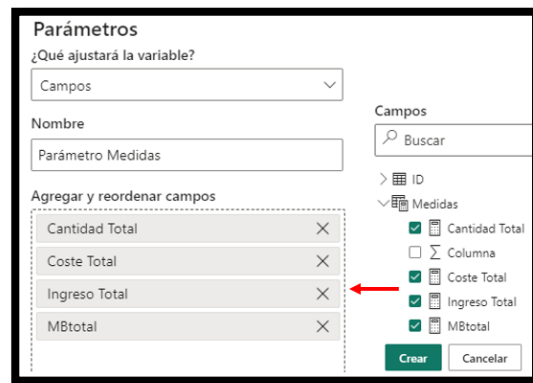 Parámetros
¿Qué ajustará la variable?
Campos
Nombre
Parámetro Medidas
Agregar y reordenar campos
Cantidad Total
Coste Total
Ingreso Total
MBtotal
Campos
Buscar
ID
Medidas
Cantidad Total
Columna
Coste Total
Ingreso Total
MBtotal
Crear
Cancelar